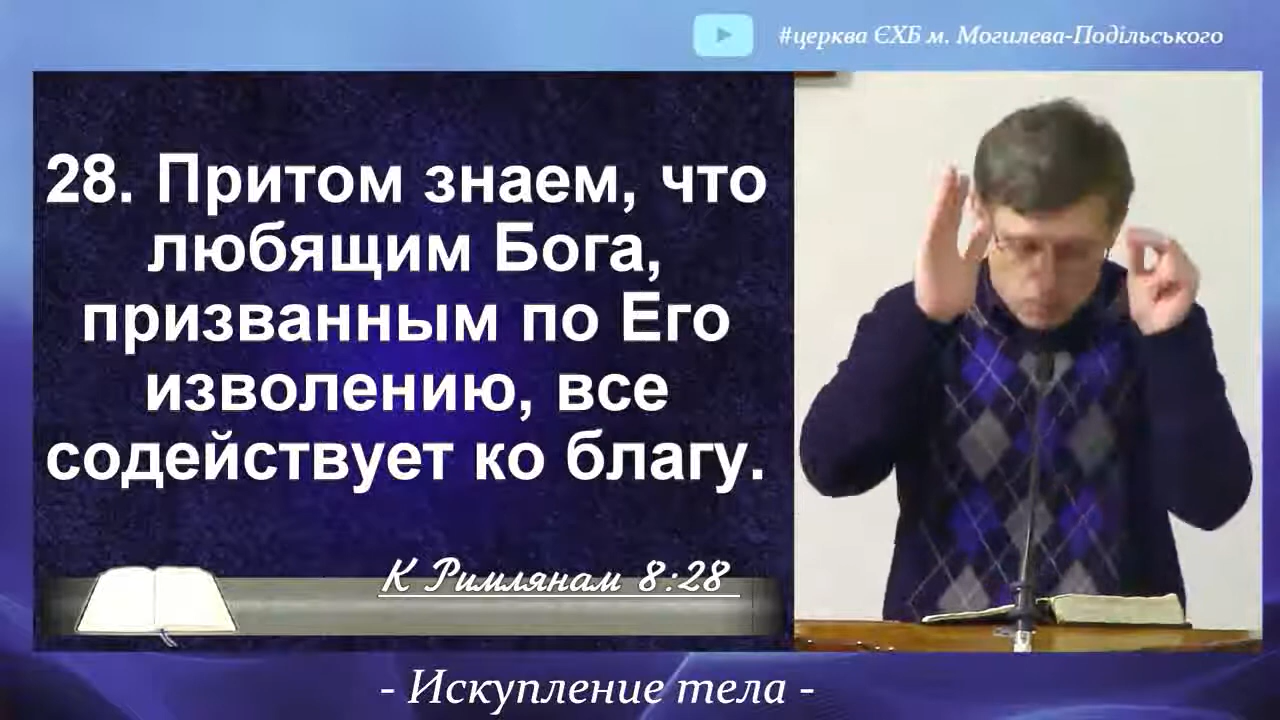 #церква ЄХБ м. Могилева-Подільського
28. Притом знаем, что
любящим Бога,
призванным по Его
изволению, все
содействует ко благу.
К Римлянам 8:28
- Искупление тела -